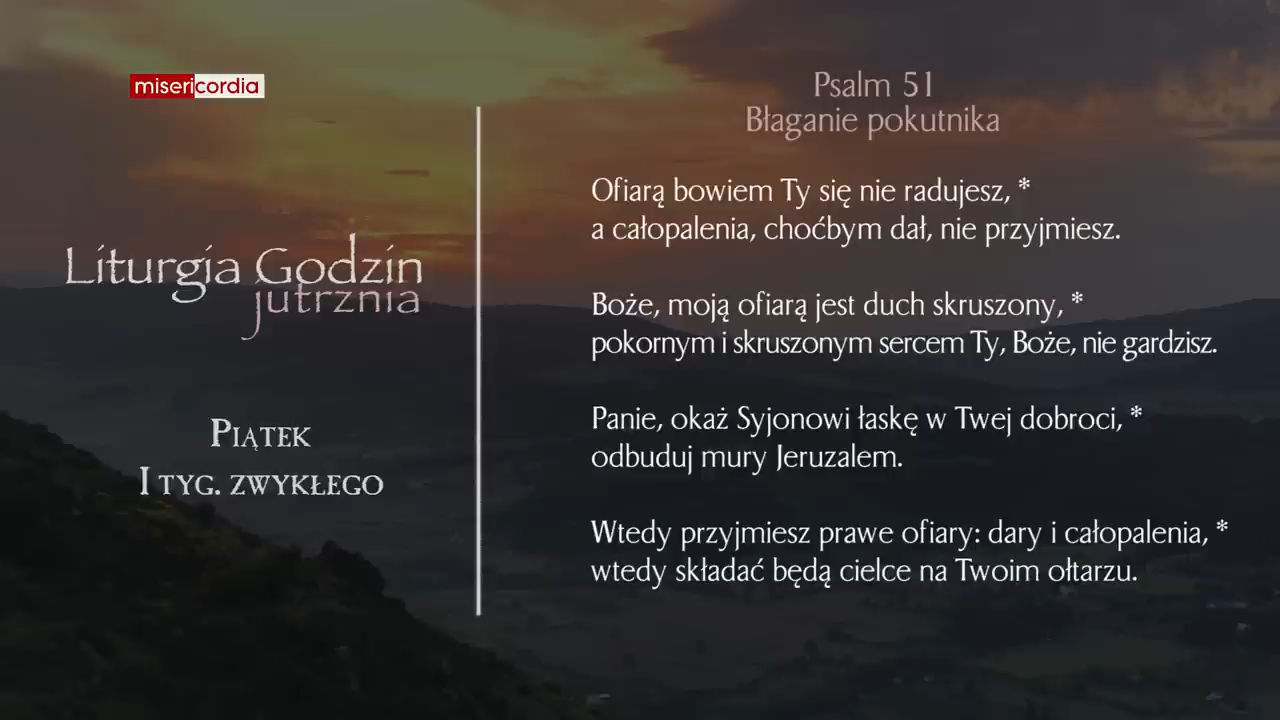 misericordia
Liturgia Godzin
jutrznia
Piątek
I tyg. zwykłego
Psalm 51
Błaganie pokutnika
Ofiarą bowiem Ty się nie radujesz, *
a całopalenia, choćbym dał, nie przyjmiesz.
Boże, moją ofiarą jest duch skruszony, *
pokornym i skruszonym sercem Ty, Boże, nie gardzisz.
Panie, okaż Syjonowi łaskę w Twej dobroci, *
odbuduj mury Jeruzalem.
Wtedy przyjmiesz prawe ofiary: dary i całopalenia, *
wtedy składać będą cielce na Twoim ołtarzu.